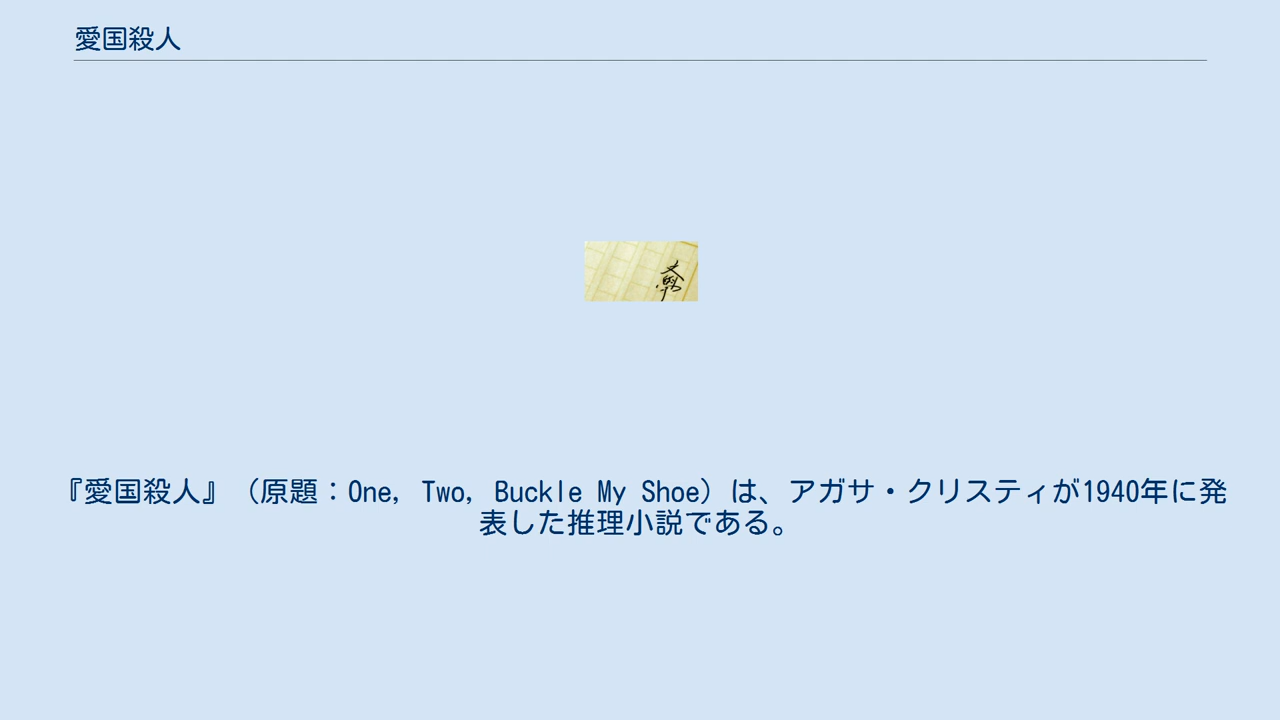 愛国殺人
『愛国殺人』（原題：One, Two, Buckle My Shoe）は、アガサ・クリスティが1940年に発
表した推理小説である。